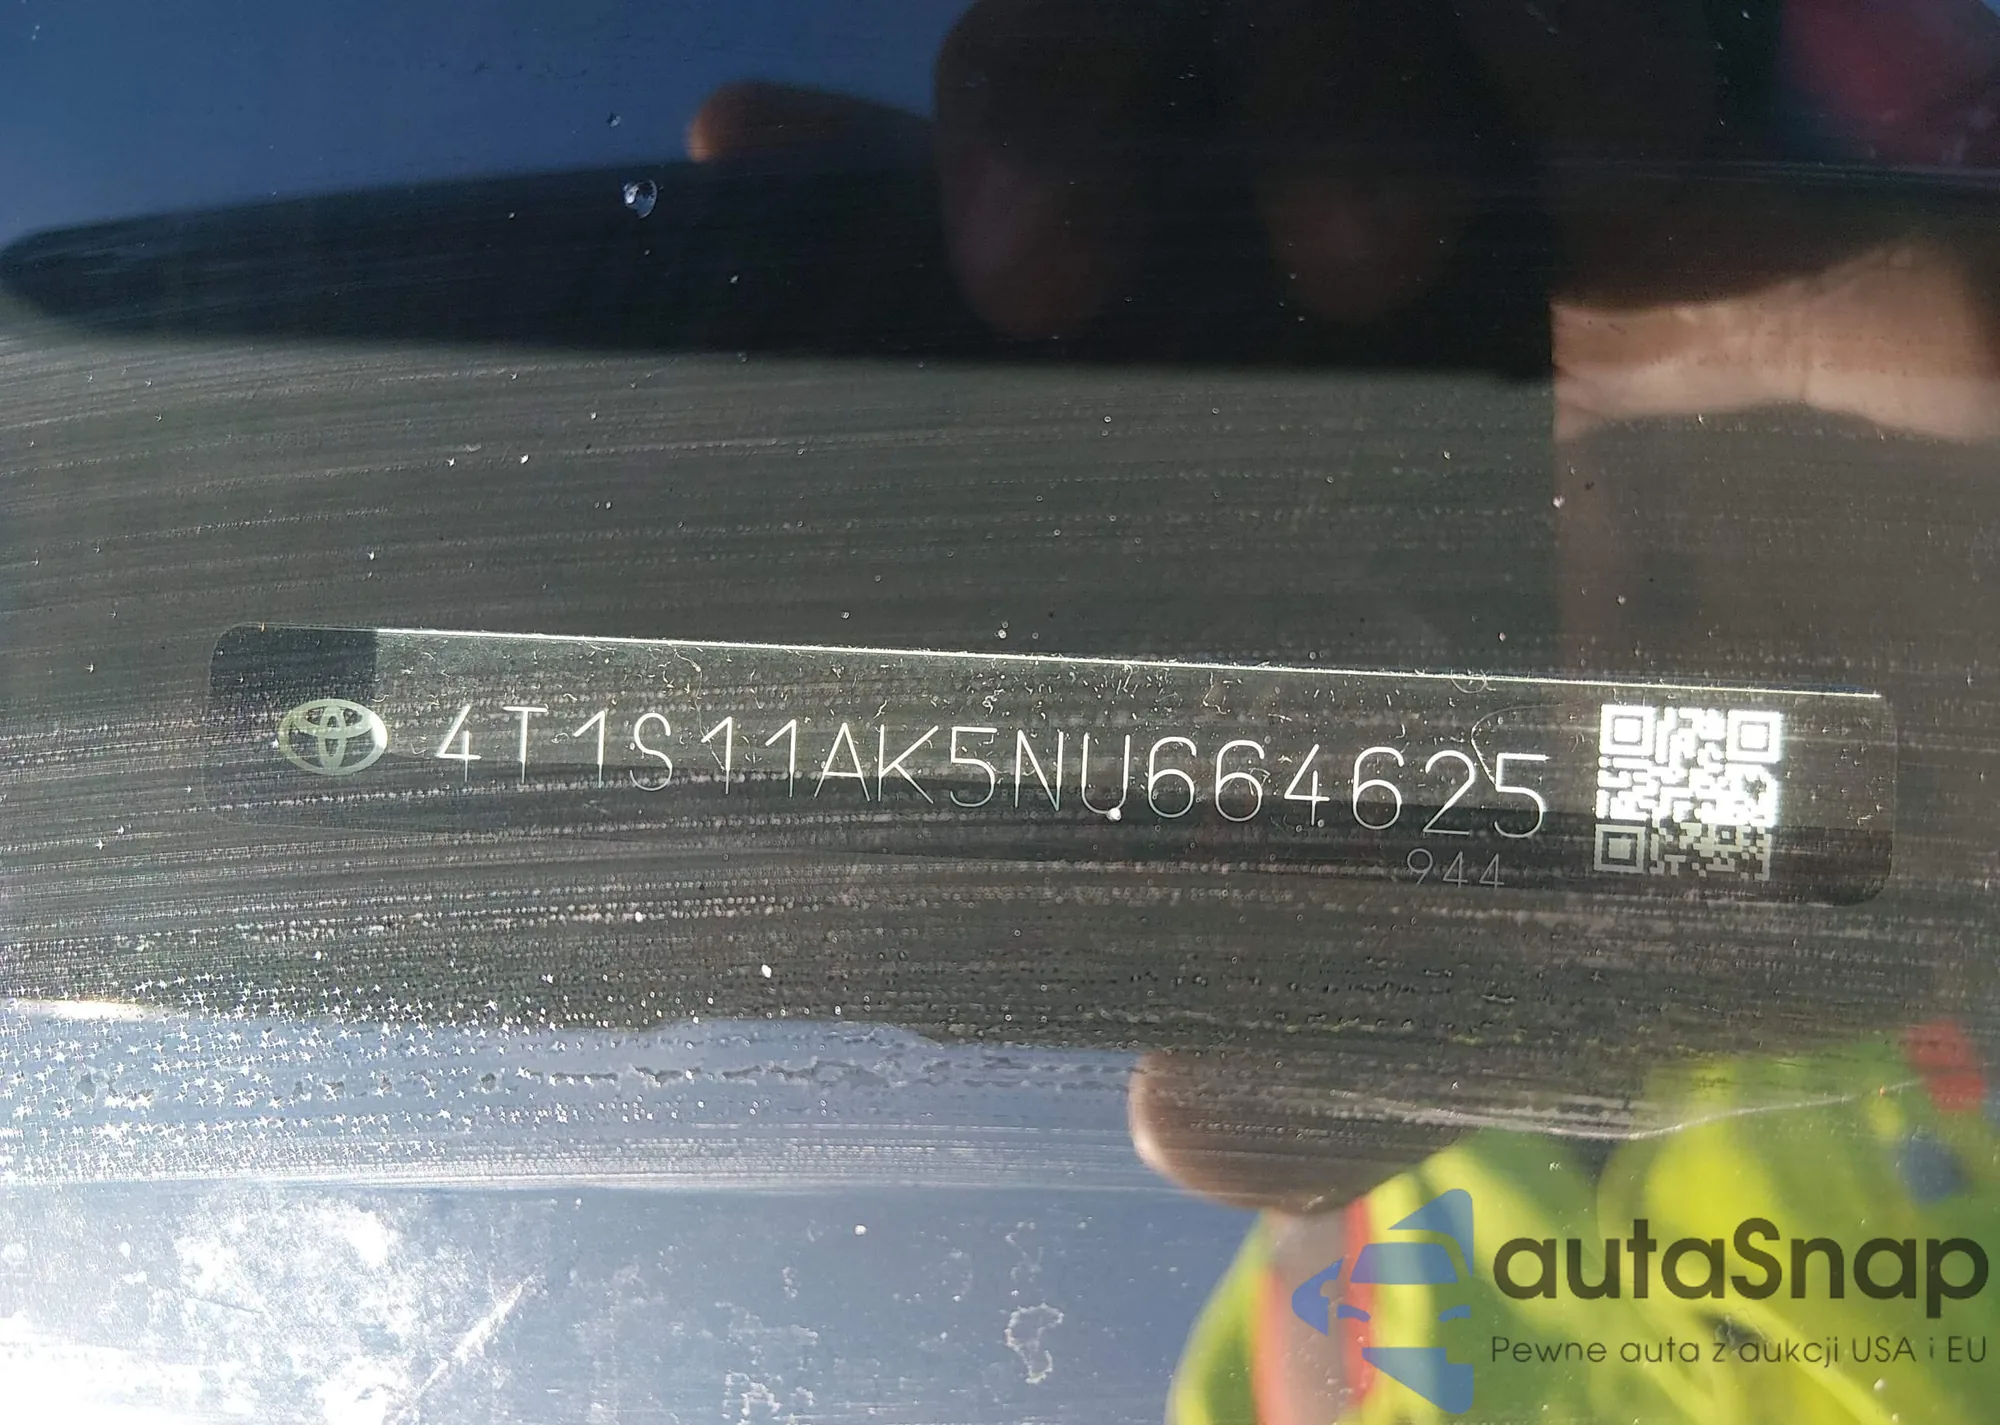 4T1S11AK5NU664625
944
autaSnap
Pewne auta z aukcji USA i EU